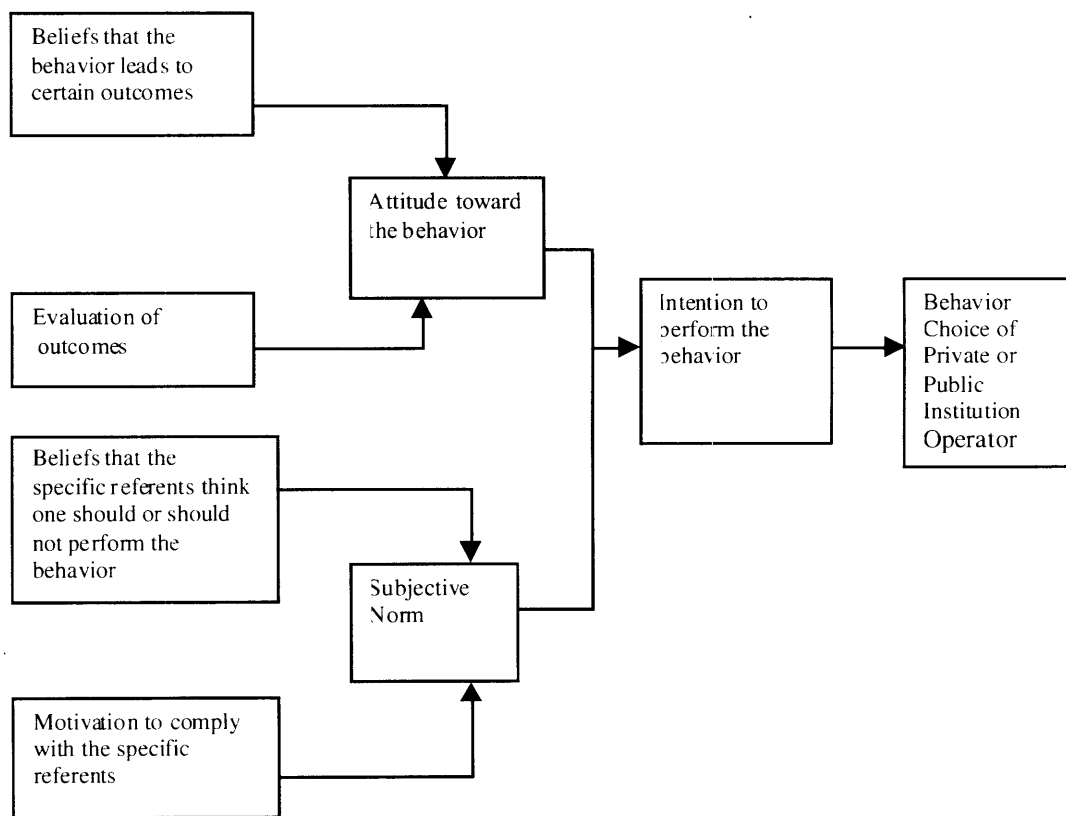 Beliefs that the
behavior leads to
certain outcomes
Attitude toward
the behavior
Evaluation of
outcomes
Intention to
perform the
behavior
Behavior
Choice of
Private or
Public
Institution
Operator
Beliefs that the
specific referents think
one should or should
not perform the
behavior
Subjective
Norm
Motivation to comply
with the specific
referents